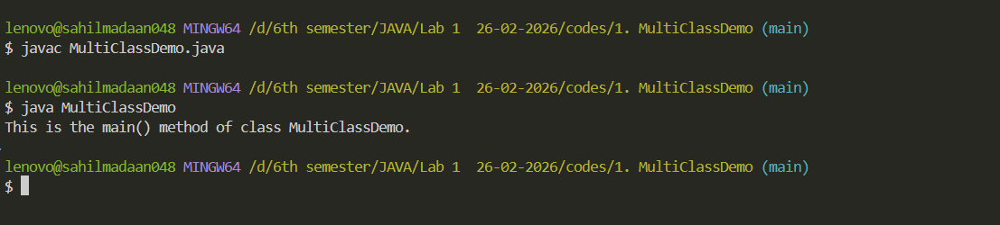 lenovo@sahilmadaan048 MINGW64 /d/6th semester/JAVA/Lab 1  26-02-2026/codes/1. MultiClassDemo (main)
$ javac MultiClassDemo.java
lenovo@sahilmadaan048 MINGW64 /d/6th semester/JAVA/Lab 1  26-02-2026/codes/1. MultiClassDemo (main)
$ java MultiClassDemo
This is the main() method of class MultiClassDemo.
lenovo@sahilmadaan048 MINGW64 /d/6th semester/JAVA/Lab 1  26-02-2026/codes/1. MultiClassDemo (main)
$